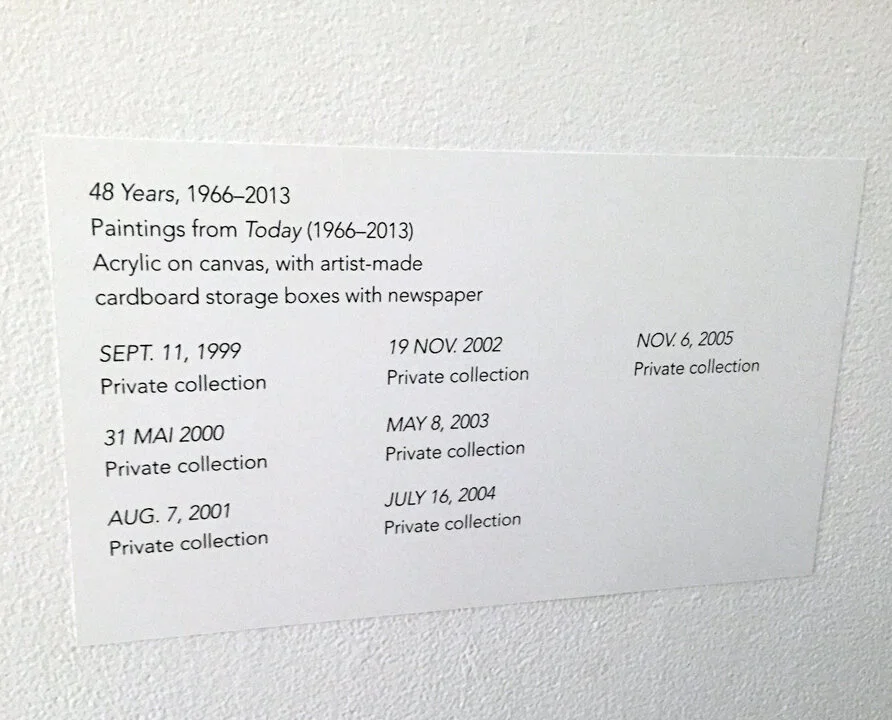 48 Years, 1966–2013
Paintings from Today (1966–2013)
Acrylic on canvas, with artist-made
cardboard storage boxes with newspaper
SEPT. 11, 1999
Private collection
31 MAI 2000
Private collection
AUG. 7, 2001
Private collection
19 NOV. 2002
Private collection
MAY 8, 2003
Private collection
JULY 16, 2004
Private collection
NOV. 6, 2005
Private collection